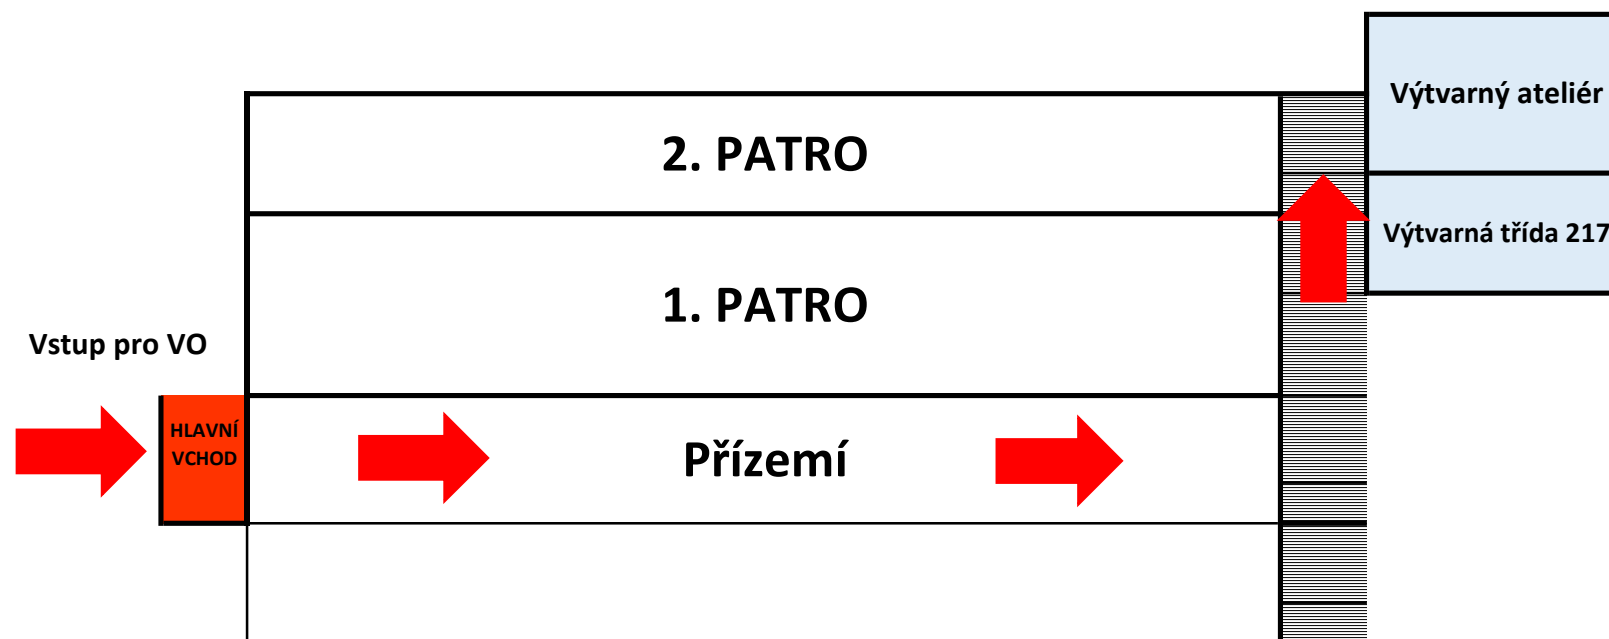 Výtvarný ateliér
2. PATRO
Výtvarná třída 217
1. PATRO
Vstup pro VO
HLAVNÍ
VCHOD
Přízemí